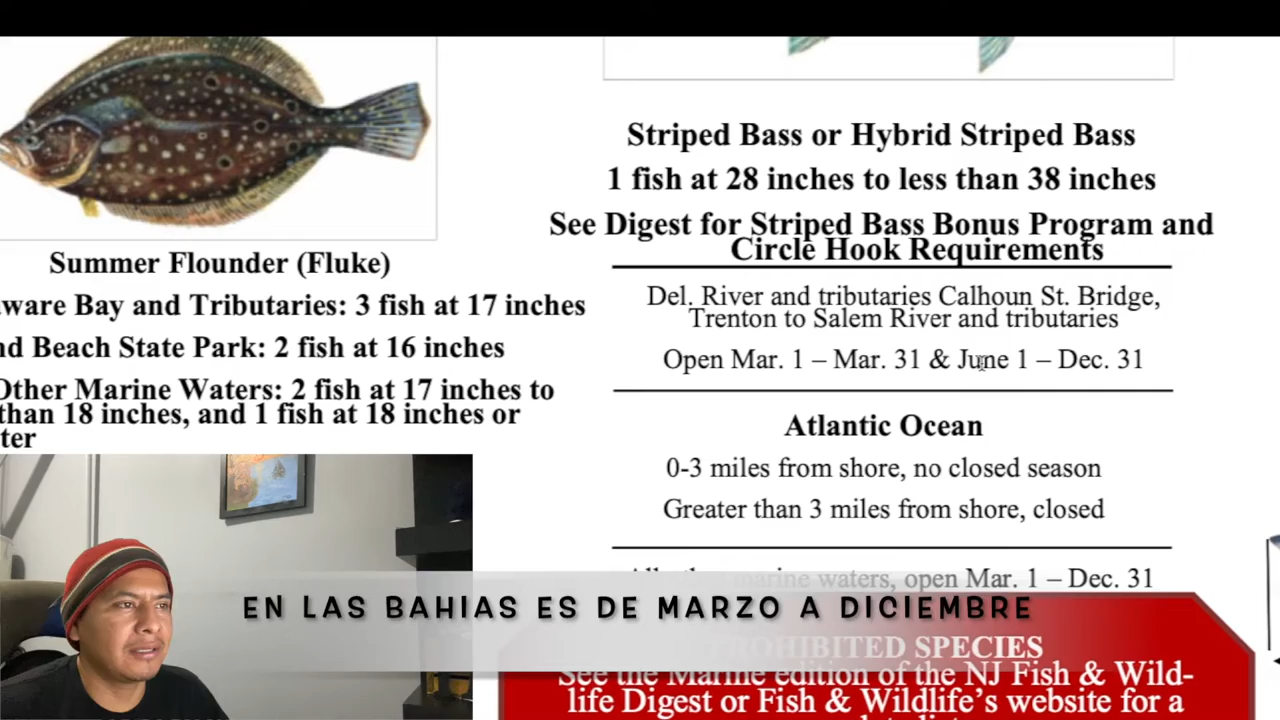 Summer Flounder (Fluke)
Bay and Tributaries: 3 fish at 17 inches
Beach State Park: 2 fish at 16 inches
Other Marine Waters: 2 fish at 17 inches to
than 18 inches, and 1 fish at 18 inches or
Striped Bass or Hybrid Striped Bass
1 fish at 28 inches to less than 38 inches
See Digest for Striped Bass Bonus Program and
Circle Hook Requirements
Del. River and tributaries Calhoun St. Bridge,
Trenton to Salem River and tributaries
Open Mar. 1 – Mar. 31 & June 1 – Dec. 31
Atlantic Ocean
0-3 miles from shore, no closed season
Greater than 3 miles from shore, closed
marine waters, open Mar. 1 – Dec. 31
EN LAS BAHIAS ES DE MARZO A DICIEMBRE
PROHIBITED SPECIES
See the Marine edition of the NJ Fish & Wild-
life Digest or Fish & Wildlife's website for a